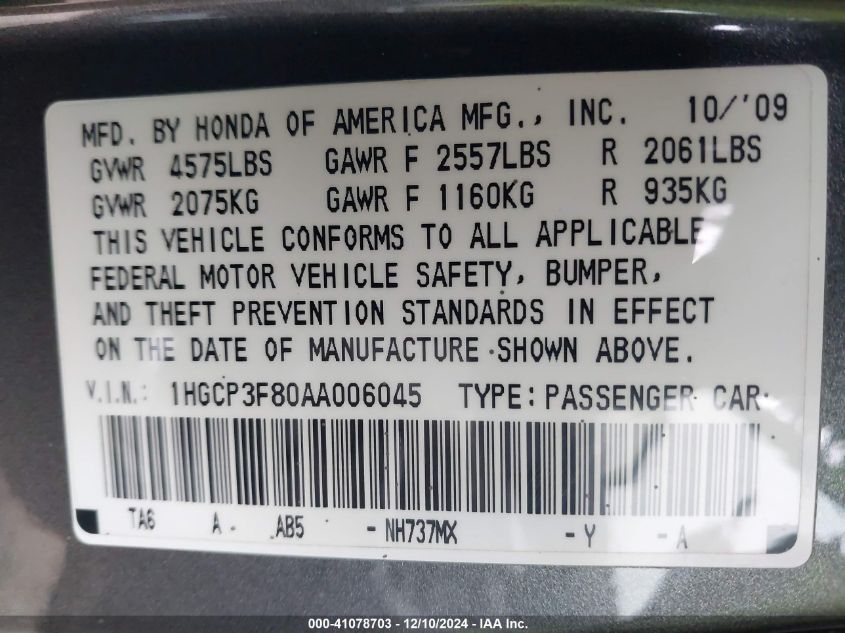 MFD. BY HONDA OF AMERICA MFG., INC. 10/'09
GVWR 4575LBS GAWR F 2557LBS R 2061LBS
GVWR 2075KG GAWR F 1160KG R 935KG
THIS VEHICLE CONFORMS TO ALL APPLICABLE
FEDERAL MOTOR VEHICLE SAFETY, BUMPER,
AND THEFT PREVENTION STANDARDS IN EFFECT
ON THE DATE OF MANUFACTURE SHOWN ABOVE.
V.I.N.: 1HGCP3F80AA006045 TYPE: PASSENGER CAR
TA6 A AB5 - NH737MX - Y - A
000-41078703 - 12/10/2024 - IAA Inc.